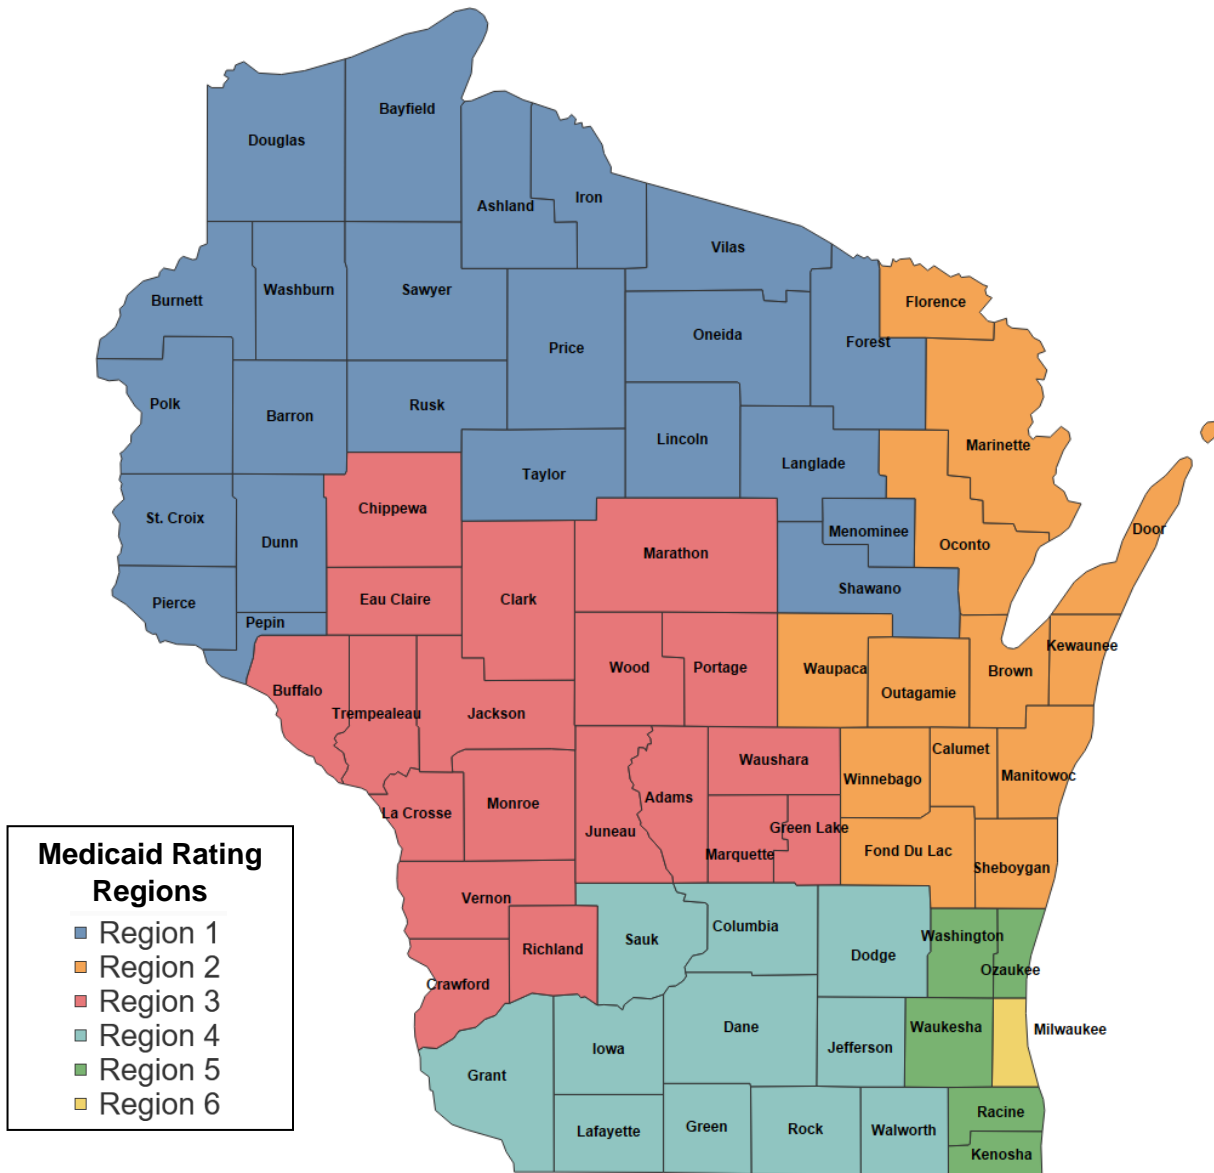 Bayfield
Douglas
Iron
Ashland
Vilas
Washburn
Sawyer
Burnett
Florence
Oneida
Forest
Price
Polk
Rusk
Barron
Lincoln
Marinette
Langlade
Taylor
Chippewa
St. Croix
Menominee
Door
Dunn
Oconto
Marathon
Shawano
Eau Claire
Clark
Pierce
Pepin
Kewaunee
Wood
Portage
Waupaca
Brown
Buffalo
Outagamie
Trempealeau
Jackson
Calumet
Waushara
Winnebago
Manitowoc
Adams
Monroe
La Crosse
Green Lake
Juneau
Marquette
Fond Du Lac
Sheboygan
Vernon
Columbia
Washington
Sauk
Richland
Dodge
Ozaukee
Crawford
Dane
Waukesha
Milwaukee
Iowa
Jefferson
Grant
Racine
Green
Rock
Walworth
Lafayette
Kenosha
Medicaid Rating
Regions
Region 1
Region 2
Region 3
Region 4
Region 5
Region 6